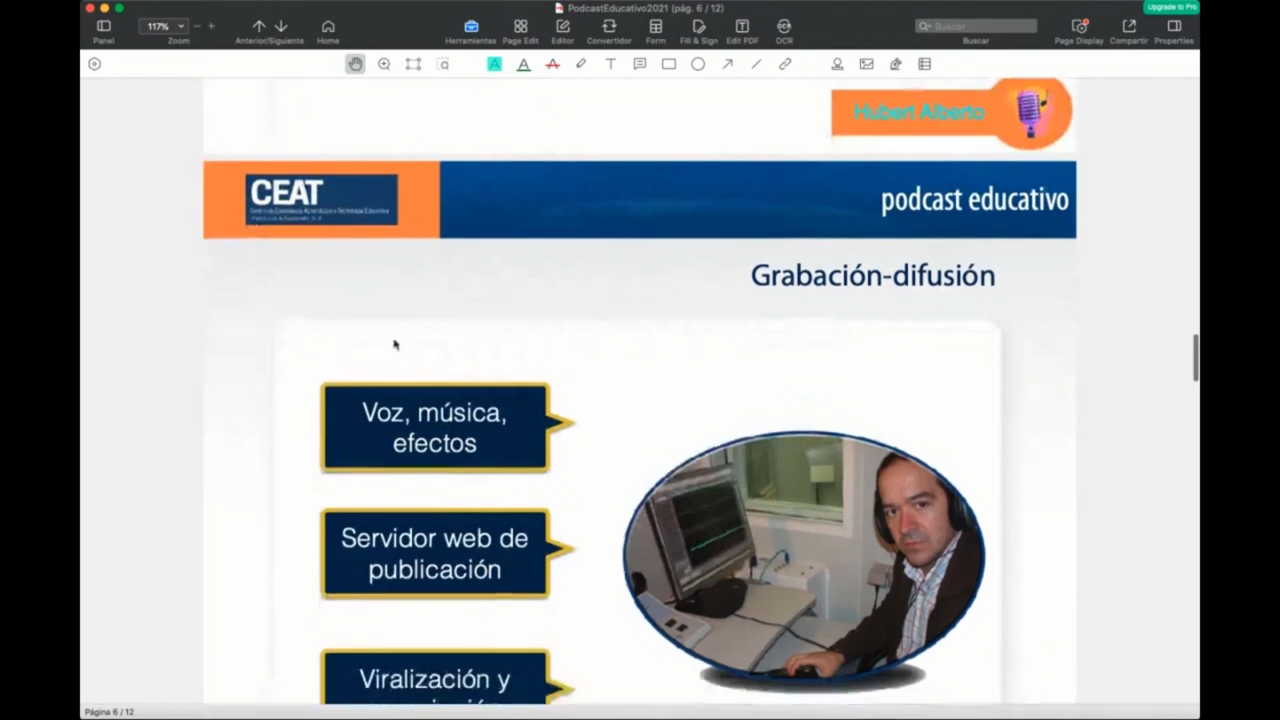 PodcastEducativo2021 (pág. 6 / 12)
Upgrade to Pro
117%
Buscar
Panel
Zoom
Anterior/Siguiente
Home
Herramientas
Page Edit
Editor
Convertidor
Form
Fill & Sign
Edit PDF
OCR
Buscar
Page Display
Compartir
Properties
Hubert Alberto
CEAT
podcast educativo
Grabación-difusión
Voz, música,
efectos
Servidor web de
publicación
Viralización y
Página 6 / 12